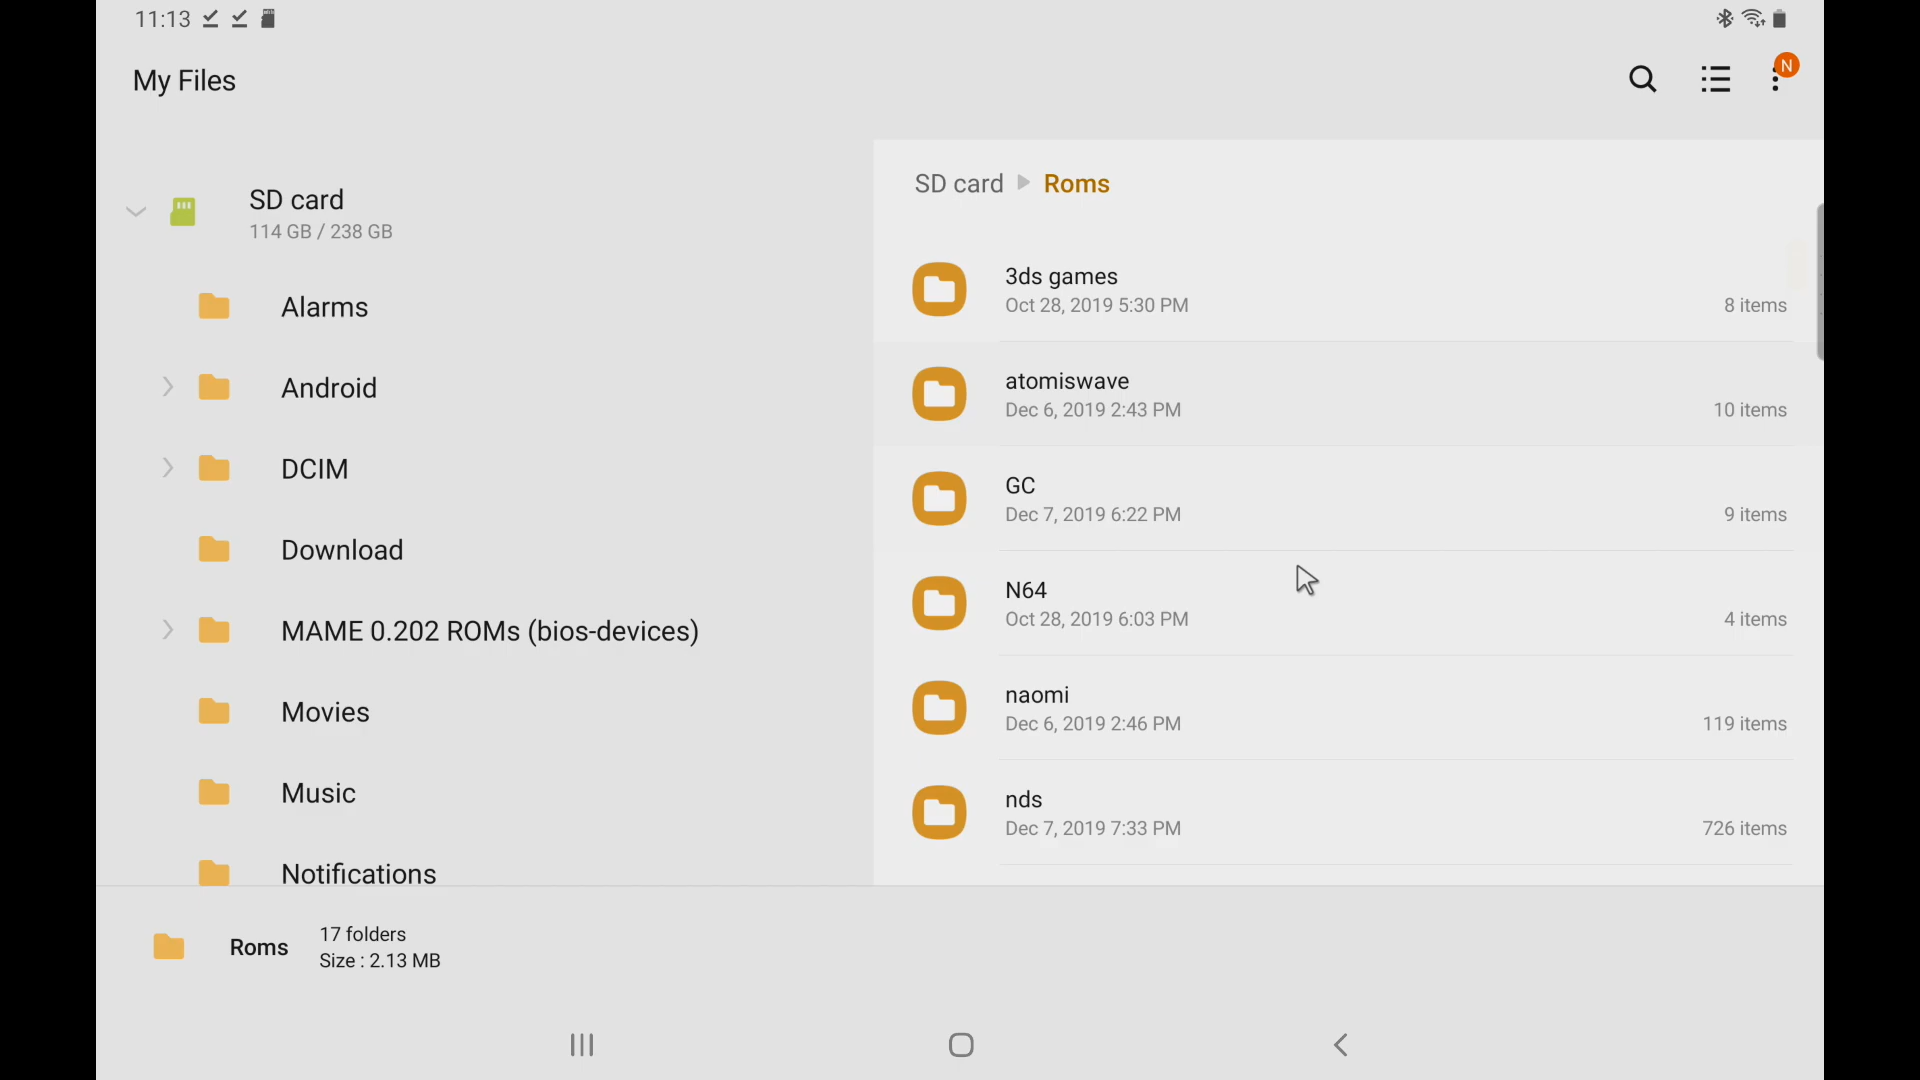 11:13
My Files
N
SD card
114 GB / 238 GB
Alarms
Android
DCIM
Download
MAME 0.202 ROMs (bios-devices)
Movies
Music
Notifications
SD card Roms
3ds games
Oct 28, 2019 5:30 PM
8 items
atomiswave
Dec 6, 2019 2:43 PM
10 items
GC
Dec 7, 2019 6:22 PM
9 items
N64
Oct 28, 2019 6:03 PM
4 items
naomi
Dec 6, 2019 2:46 PM
119 items
nds
Dec 7, 2019 7:33 PM
726 items
Roms
17 folders
Size : 2.13 MB